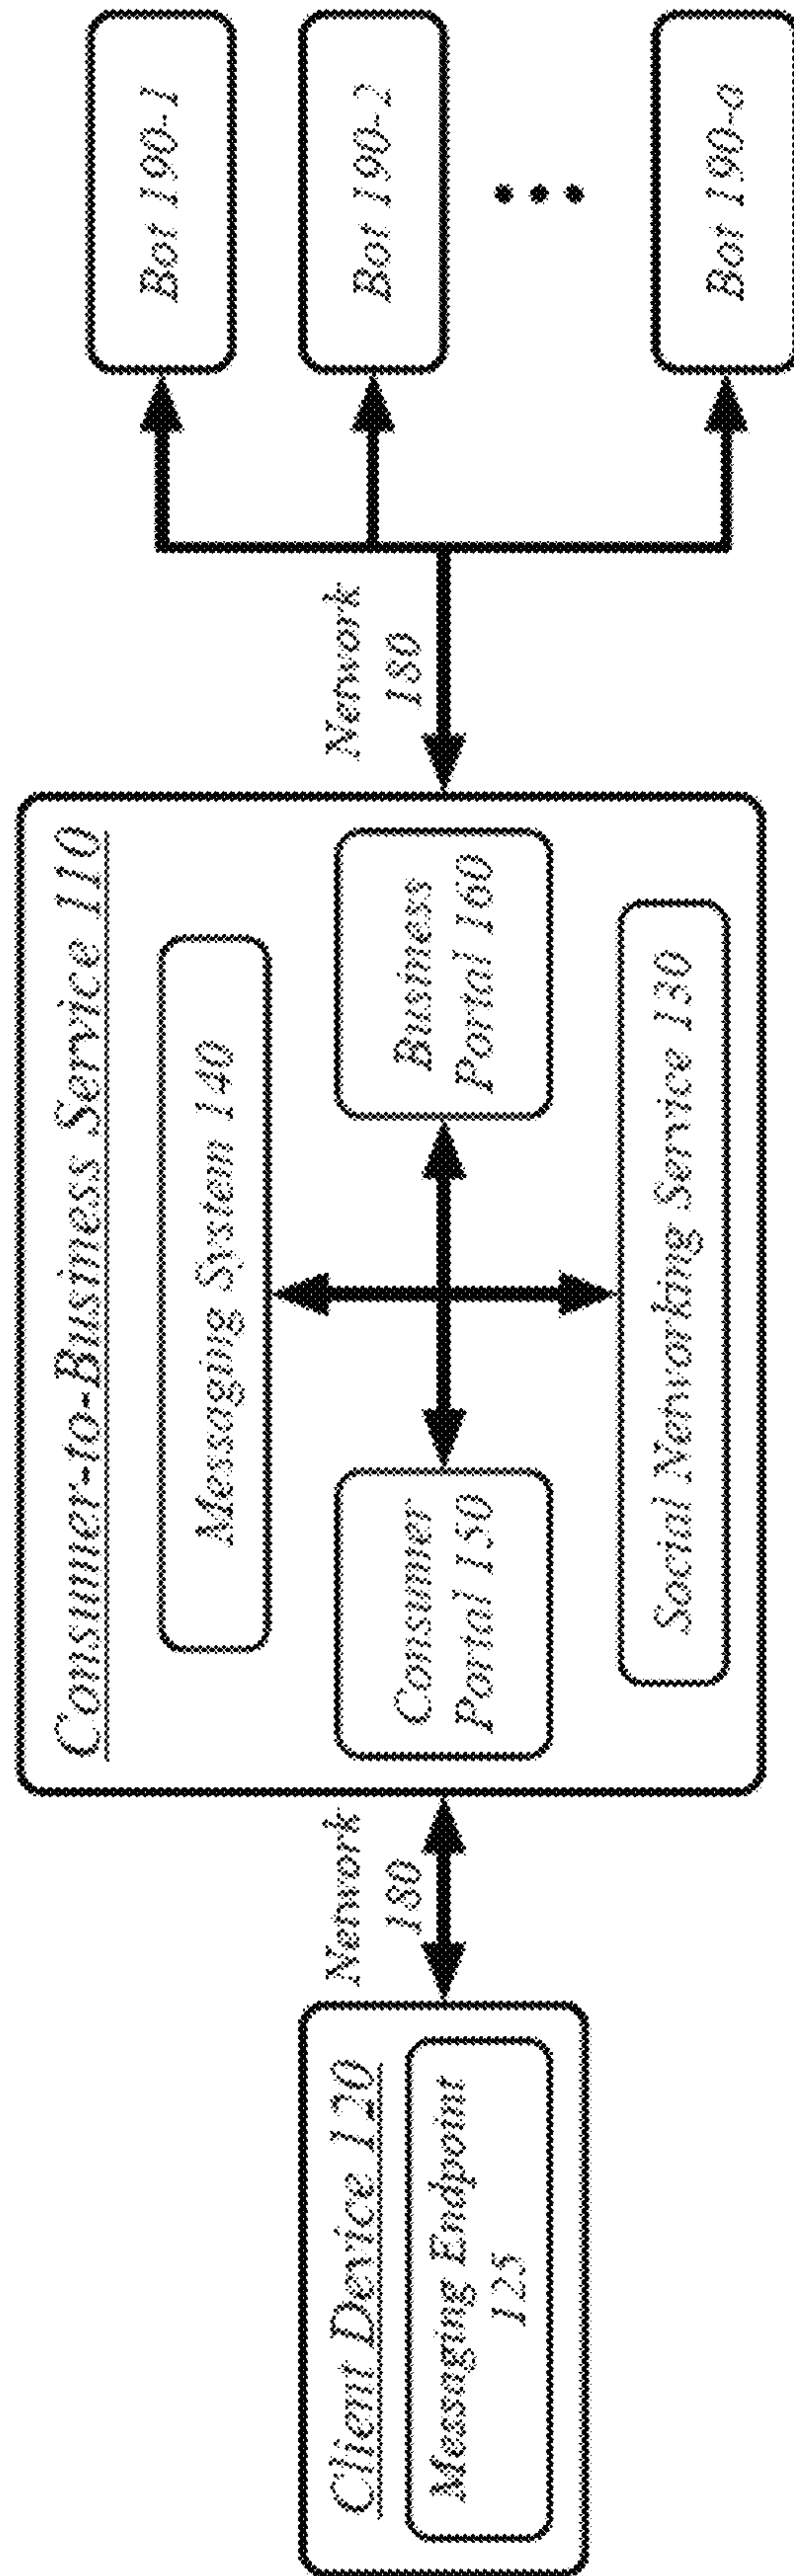 Client Device 120
Messaging Endpoint
125
Network
180
Consumer-to-Business Service 110
Messaging System 140
Consumer
Portal 150
Business
Portal 160
Social Networking Service 130
Network
180
Bot 190-1
Bot 190-2
Bot 190-a